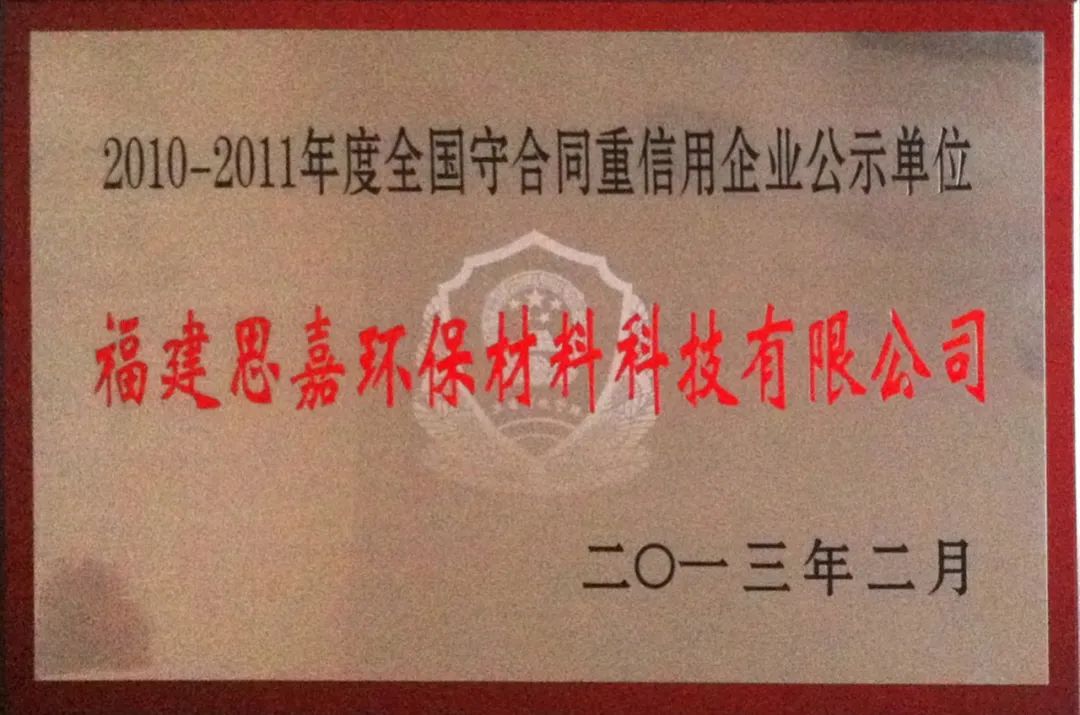 2010-2011年度全国守合同重信用企业公示单位
福建思嘉环保材料科技有限公司
二〇一三年二月